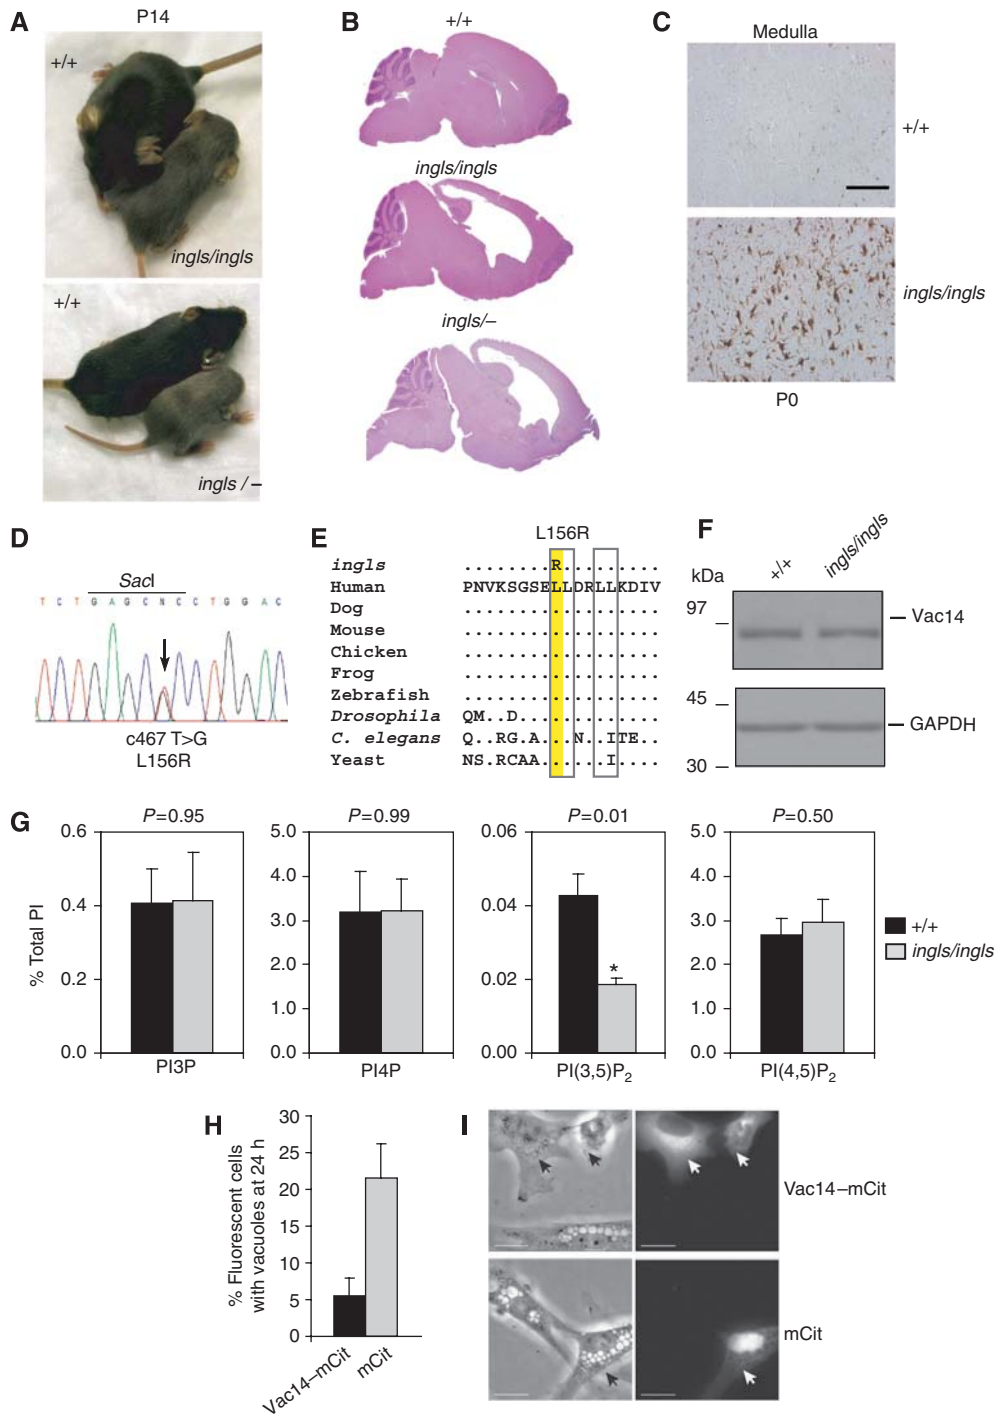 A
P14
+/+
ingls/ingls
+/+
ingls / –
B
+/+
ingls/ingls
ingls/–
C
Medulla
+/+
ingls/ingls
P0
D
SacI
T C T G A G C N C C T G G A C
c467 T>G
L156R
E
L156R
ingls ........R.........
Human PNVKSGSELLDRLLKDIV
Dog ..................
Mouse ..................
Chicken ..................
Frog ..................
Zebrafish ..................
Drosophila QM..D.............
C. elegans Q..RG.A...N..ITE..
Yeast NS.RCAA......I....
F
+/+
ingls/ingls
kDa
97
Vac14
45
GAPDH
30
G
P=0.95
P=0.99
P=0.01
P=0.50
% Total PI
0.6
0.4
0.2
0.0
PI3P
5.0
4.0
3.0
2.0
1.0
0.0
PI4P
0.06
0.04
0.02
0.00
*
PI(3,5)P2
5.0
4.0
3.0
2.0
1.0
0.0
PI(4,5)P2
+/+
ingls/ingls
H
% Fluorescent cells
with vacuoles at 24 h
30
25
20
15
10
5
0
Vac14–mCit
mCit
I
Vac14–mCit
mCit